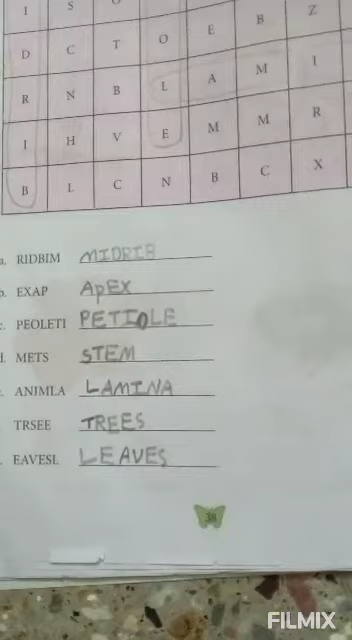 I S
D C T O E B Z
R N B L A M I
I H V E M M R
B L C N B C X
a. RIDBIM MIDRIB
b. EXAP ApEX
c. PEOLETI PETIOLE
d. METS STEM
ANIMLA LAMINA
TRSEE TREES
EAVESL LEAVES
38
FILMIX